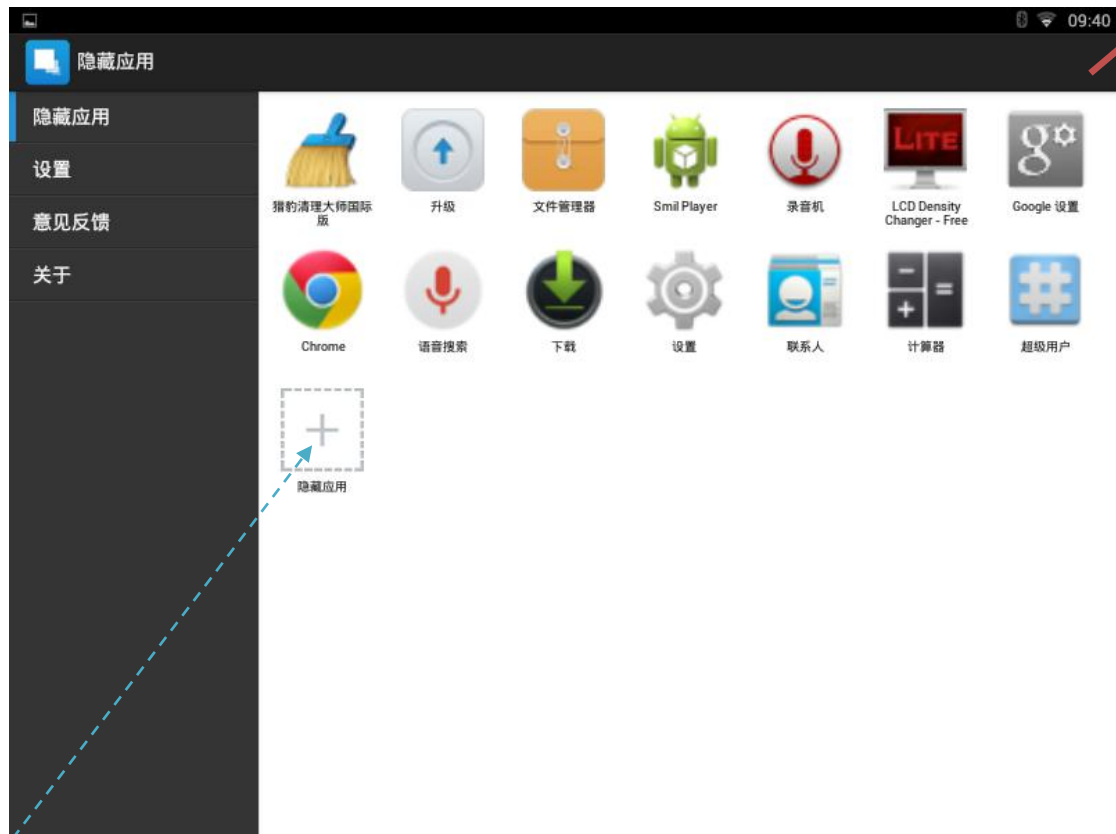 09:40
隐藏应用
隐藏应用
设置
意见反馈
关于
猎豹清理大师国际
版
升级
文件管理器
Smil Player
录音机
LITE
LCD Density
Changer - Free
Google 设置
Chrome
语音搜索
下载
设置
联系人
计算器
超级用户
隐藏应用